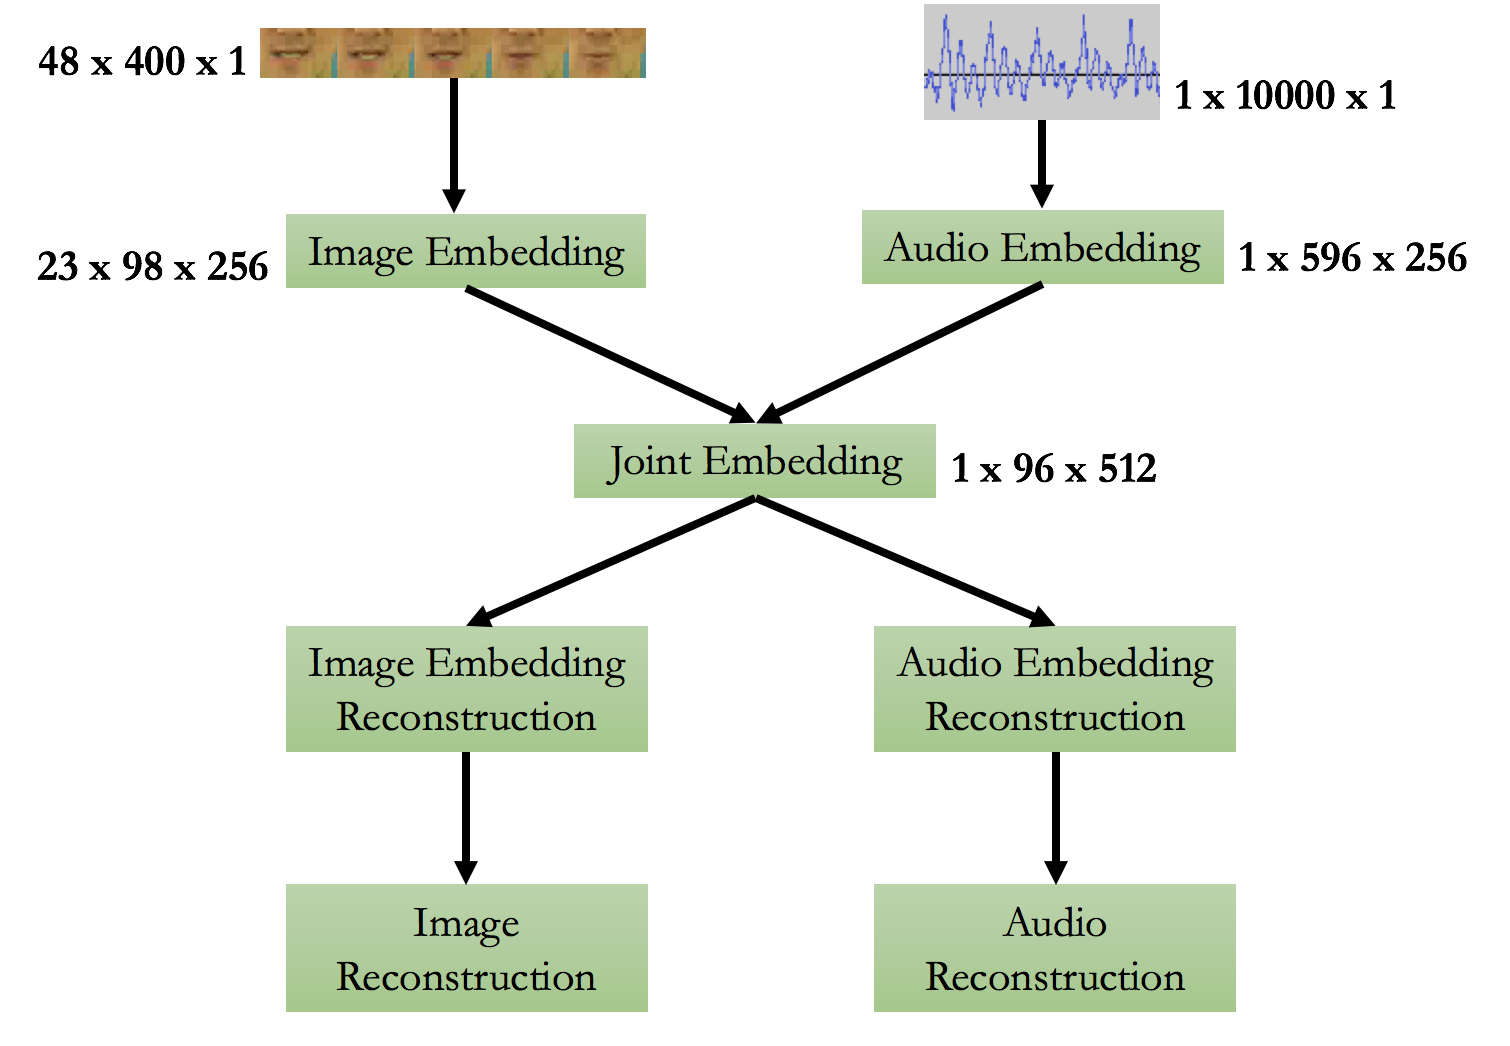 48 x 400 x 1
1 x 10000 x 1
Image Embedding
23 x 98 x 256
Audio Embedding
1 x 596 x 256
Joint Embedding
1 x 96 x 512
Image Embedding
Reconstruction
Audio Embedding
Reconstruction
Image
Reconstruction
Audio
Reconstruction